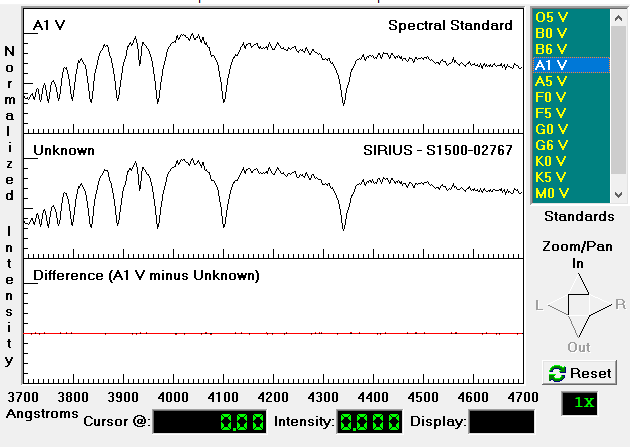 Normalized Intensity
A1 V
Spectral Standard
Unknown
SIRIUS - S1500-02767
Difference (A1 V minus Unknown)
3700 3800 3900 4000 4100 4200 4300 4400 4500 4600 4700
Angstroms
Cursor @:
0.00
Intensity:
0.000
Display:
O5 V
B0 V
B6 V
A1 V
A5 V
F0 V
F5 V
G0 V
G6 V
K0 V
K5 V
M0 V
Standards
Zoom/Pan
In
L
R
Out
Reset
1X